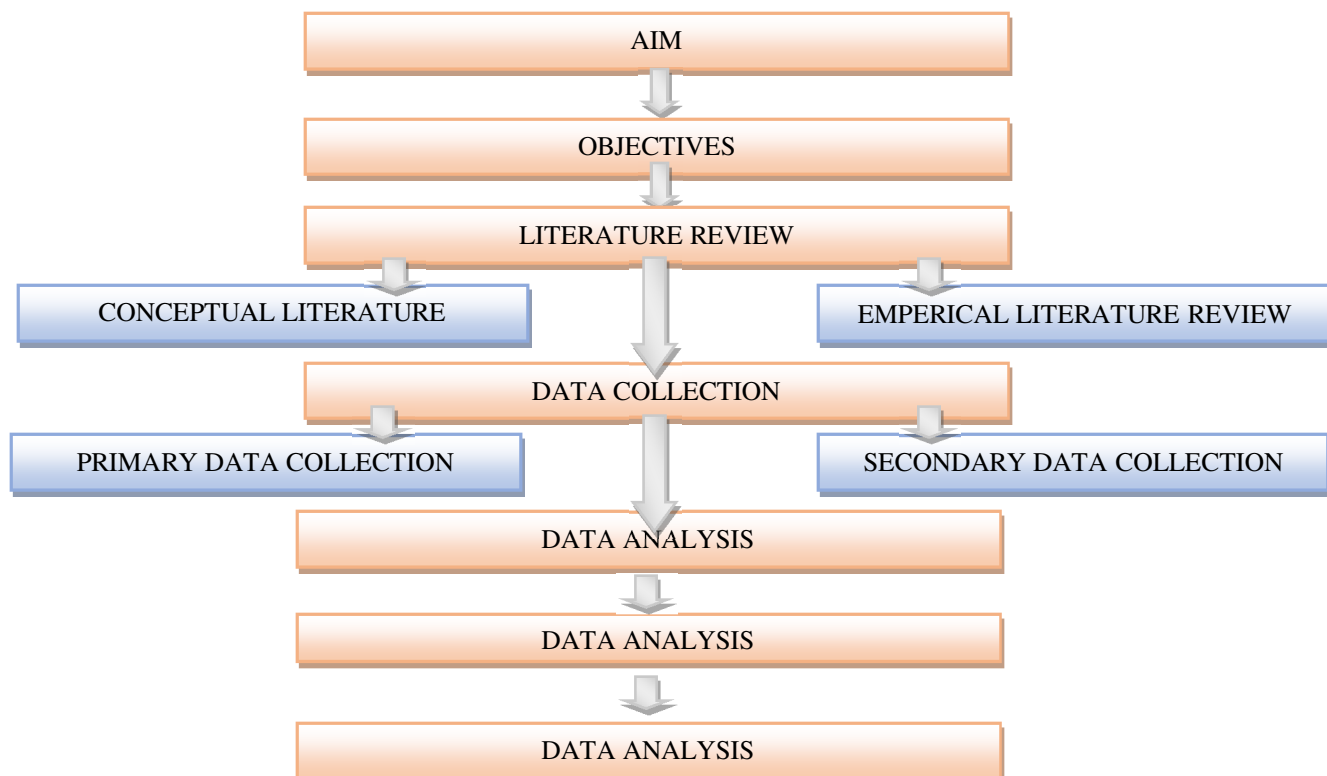 AIM
OBJECTIVES
LITERATURE REVIEW
CONCEPTUAL LITERATURE
EMPERICAL LITERATURE REVIEW
DATA COLLECTION
PRIMARY DATA COLLECTION
SECONDARY DATA COLLECTION
DATA ANALYSIS
DATA ANALYSIS
DATA ANALYSIS